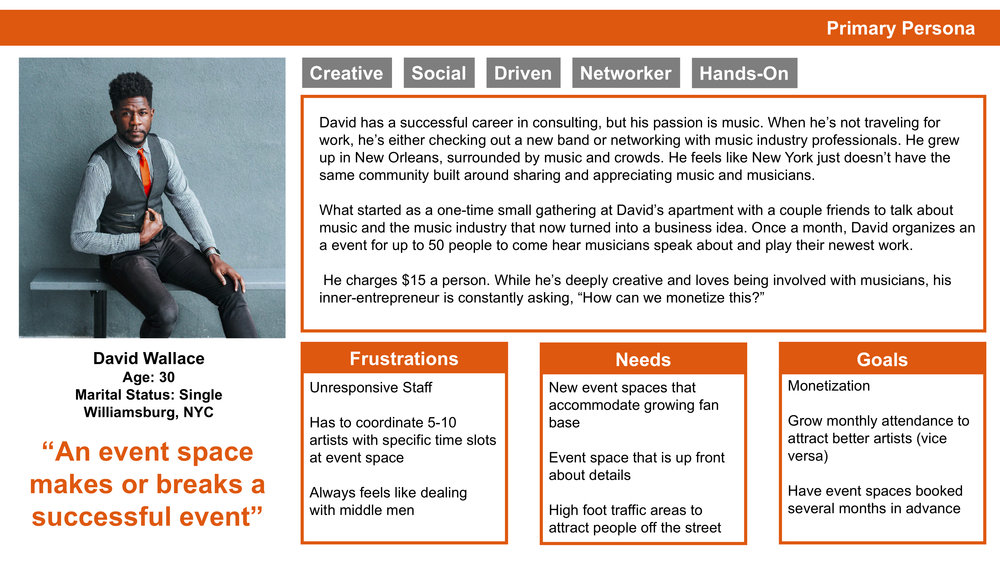 Primary Persona
Creative
Social
Driven
Networker
Hands-On
David has a successful career in consulting, but his passion is music. When he’s not traveling for
work, he’s either checking out a new band or networking with music industry professionals. He grew
up in New Orleans, surrounded by music and crowds. He feels like New York just doesn’t have the
same community built around sharing and appreciating music and musicians.
What started as a one-time small gathering at David’s apartment with a couple friends to talk about
music and the music industry that now turned into a business idea. Once a month, David organizes an
a event for up to 50 people to come hear musicians speak about and play their newest work.
He charges $15 a person. While he’s deeply creative and loves being involved with musicians, his
inner-entrepreneur is constantly asking, “How can we monetize this?”
David Wallace
Age: 30
Marital Status: Single
Williamsburg, NYC
“An event space
makes or breaks a
successful event”
Frustrations
Unresponsive Staff
Has to coordinate 5-10
artists with specific time slots
at event space
Always feels like dealing
with middle men
Needs
New event spaces that
accommodate growing fan
base
Event space that is up front
about details
High foot traffic areas to
attract people off the street
Goals
Monetization
Grow monthly attendance to
attract better artists (vice
versa)
Have event spaces booked
several months in advance